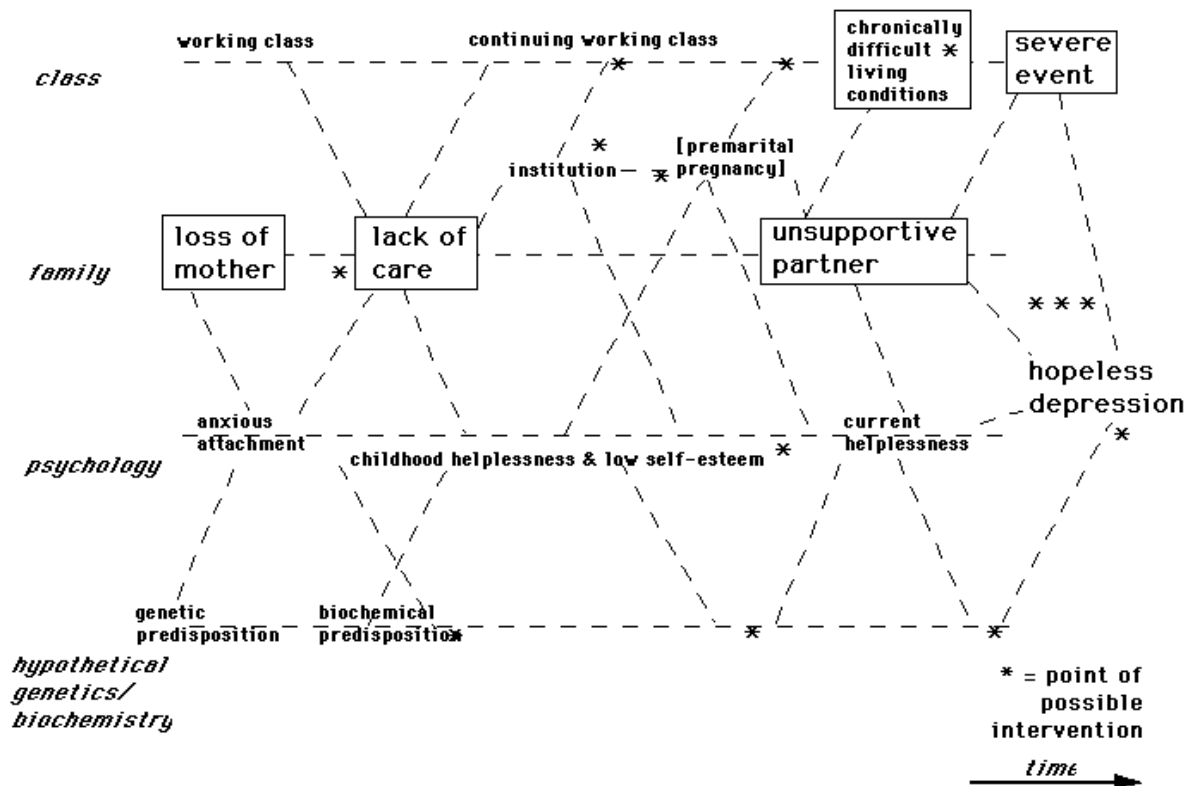 working class
continuing working class
*
*
chronically
difficult *
living
conditions
severe
event
class
*
institution
*
[premarital
pregnancy]
loss of
mother
*
lack of
care
unsupportive
partner
family
* * *
hopeless
depression
anxious
attachment
current
helplessness
*
*
psychology
childhood helplessness & low self-esteem
genetic
predisposition
biochemical
predisposition
*
*
*
hypothetical
genetics/
biochemistry
* = point of
possible
intervention
time